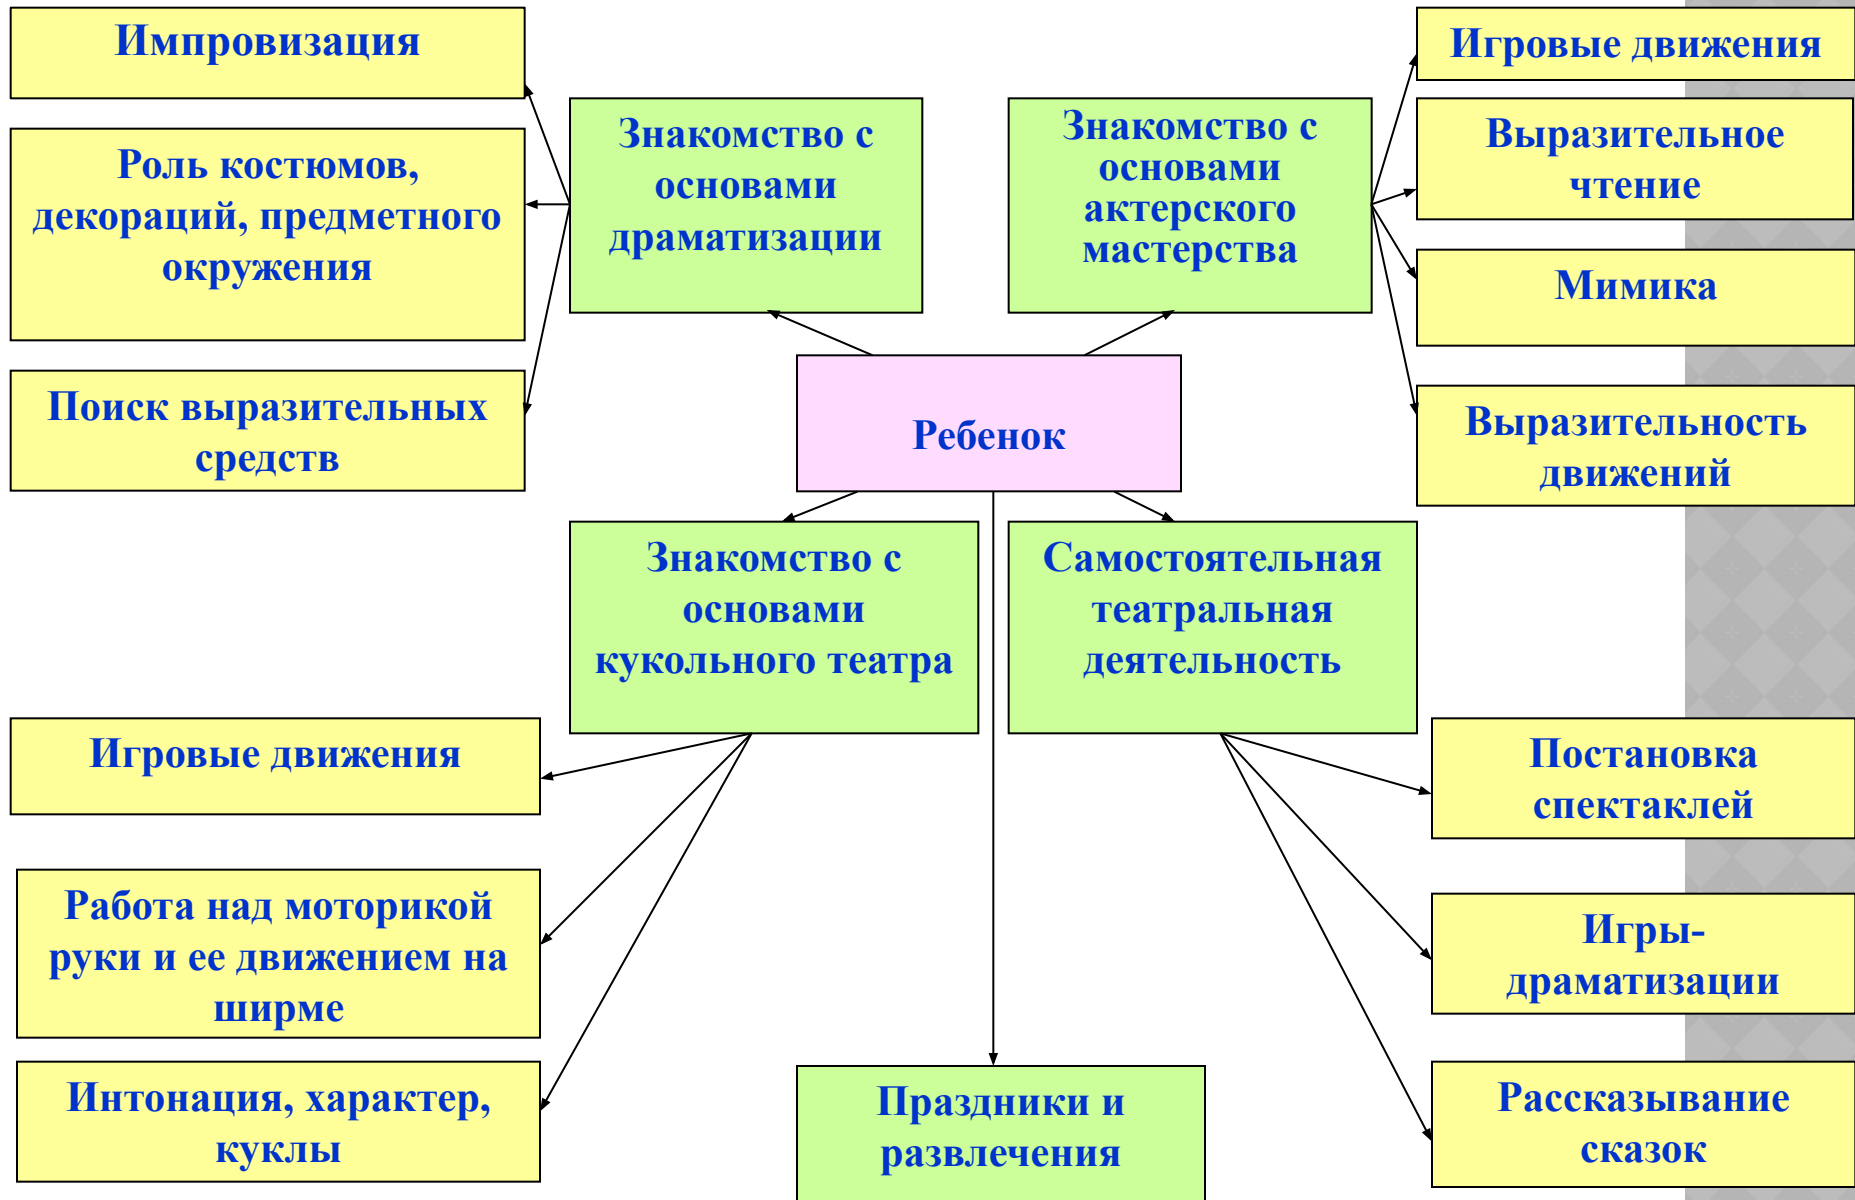 Импровизация
Роль костюмов,
декораций, предметного
окружения
Поиск выразительных
средств
Знакомство с
основами
драматизации
Знакомство с
основами
актерского
мастерства
Игровые движения
Выразительное
чтение
Мимика
Выразительность
движений
Ребенок
Знакомство с
основами
кукольного театра
Самостоятельная
театральная
деятельность
Игровые движения
Работа над моторикой
руки и ее движением на
ширме
Интонация, характер,
куклы
Праздники и
развлечения
Постановка
спектаклей
Игры-
драматизации
Рассказывание
сказок